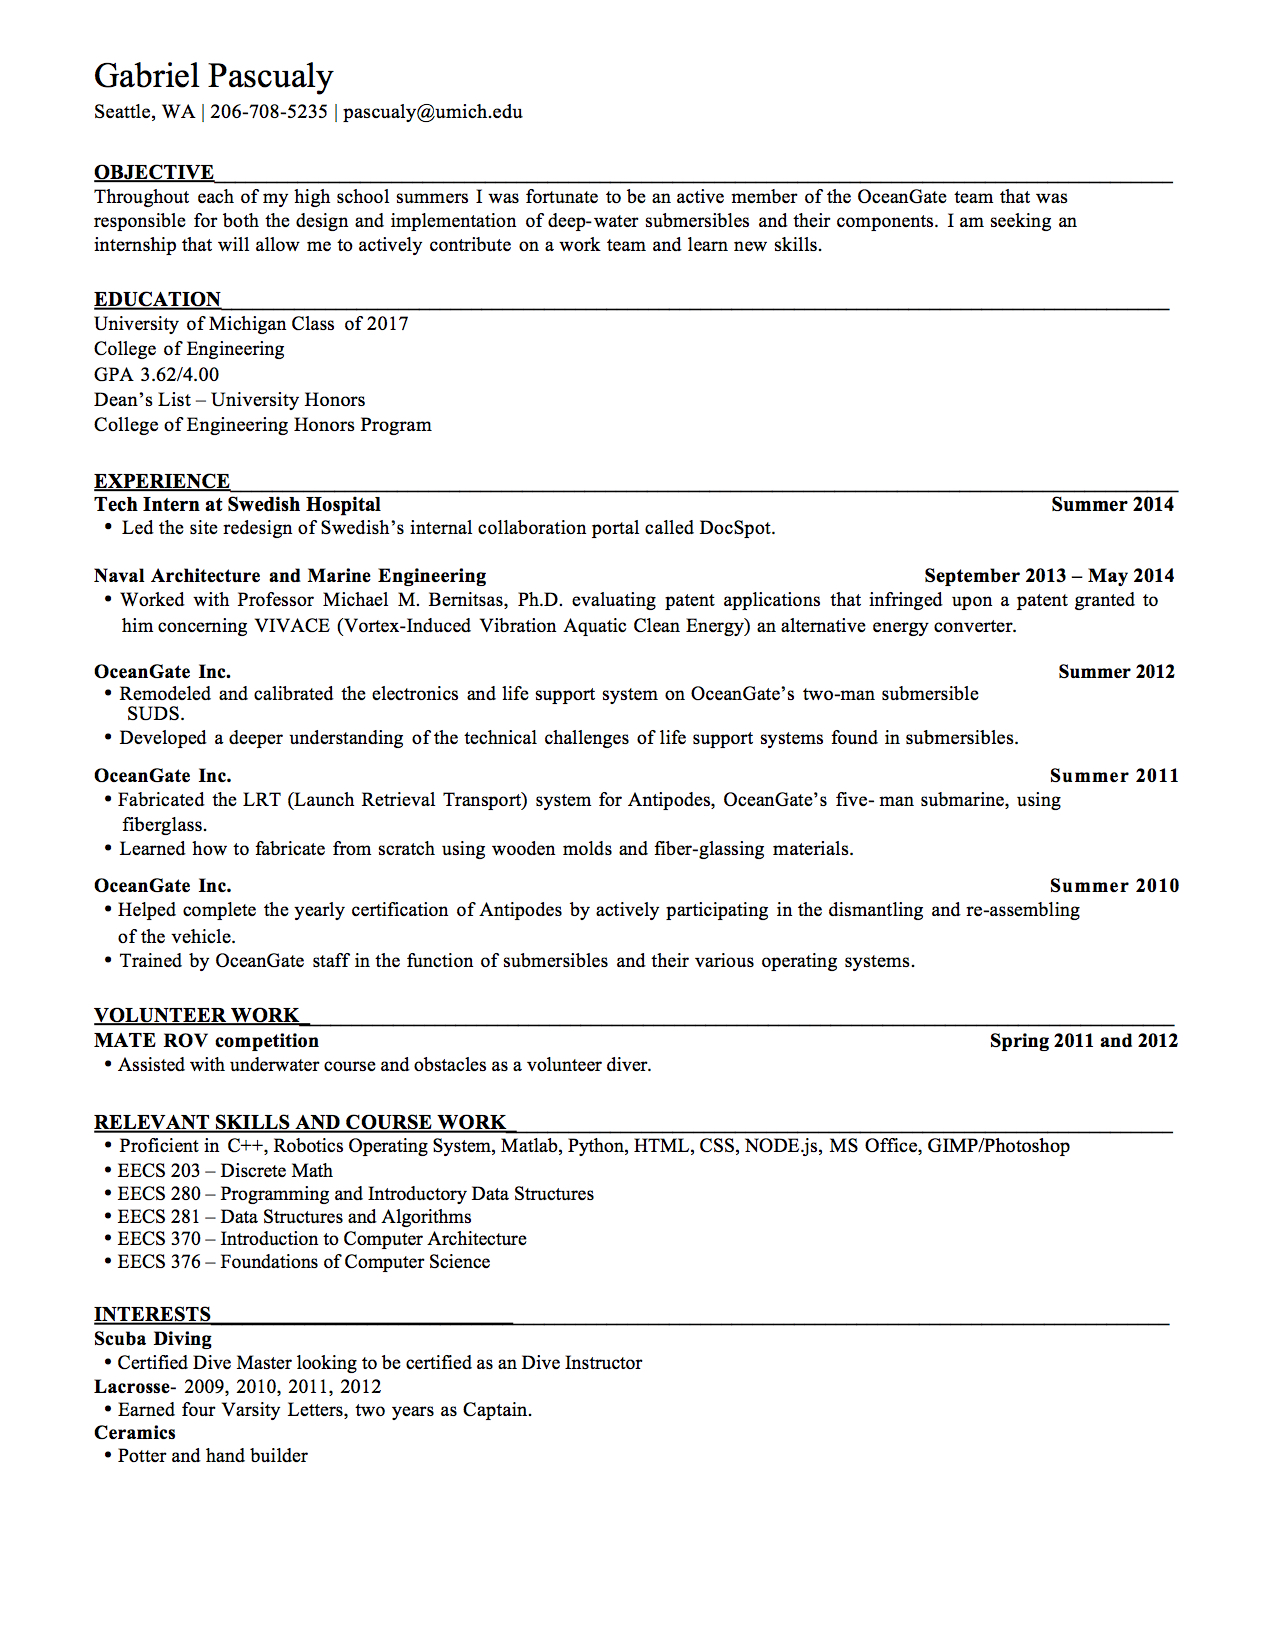 Gabriel Pascualy
Seattle, WA | 206-708-5235 | pascualy@umich.edu
OBJECTIVE
Throughout each of my high school summers I was fortunate to be an active member of the OceanGate team that was
responsible for both the design and implementation of deep-water submersibles and their components. I am seeking an
internship that will allow me to actively contribute on a work team and learn new skills.
EDUCATION
University of Michigan Class of 2017
College of Engineering
GPA 3.62/4.00
Dean's List – University Honors
College of Engineering Honors Program
EXPERIENCE
Tech Intern at Swedish Hospital Summer 2014
• Led the site redesign of Swedish's internal collaboration portal called DocSpot.
Naval Architecture and Marine Engineering September 2013 – May 2014
• Worked with Professor Michael M. Bernitsas, Ph.D. evaluating patent applications that infringed upon a patent granted to
him concerning VIVACE (Vortex-Induced Vibration Aquatic Clean Energy) an alternative energy converter.
OceanGate Inc. Summer 2012
• Remodeled and calibrated the electronics and life support system on OceanGate's two-man submersible
SUDS.
• Developed a deeper understanding of the technical challenges of life support systems found in submersibles.
OceanGate Inc. Summer 2011
• Fabricated the LRT (Launch Retrieval Transport) system for Antipodes, OceanGate's five- man submarine, using
fiberglass.
• Learned how to fabricate from scratch using wooden molds and fiber-glassing materials.
OceanGate Inc. Summer 2010
• Helped complete the yearly certification of Antipodes by actively participating in the dismantling and re-assembling
of the vehicle.
• Trained by OceanGate staff in the function of submersibles and their various operating systems.
VOLUNTEER WORK
MATE ROV competition Spring 2011 and 2012
• Assisted with underwater course and obstacles as a volunteer diver.
RELEVANT SKILLS AND COURSE WORK
• Proficient in C++, Robotics Operating System, Matlab, Python, HTML, CSS, NODE.js, MS Office, GIMP/Photoshop
• EECS 203 – Discrete Math
• EECS 280 – Programming and Introductory Data Structures
• EECS 281 – Data Structures and Algorithms
• EECS 370 – Introduction to Computer Architecture
• EECS 376 – Foundations of Computer Science
INTERESTS
Scuba Diving
• Certified Dive Master looking to be certified as an Dive Instructor
Lacrosse- 2009, 2010, 2011, 2012
• Earned four Varsity Letters, two years as Captain.
Ceramics
• Potter and hand builder